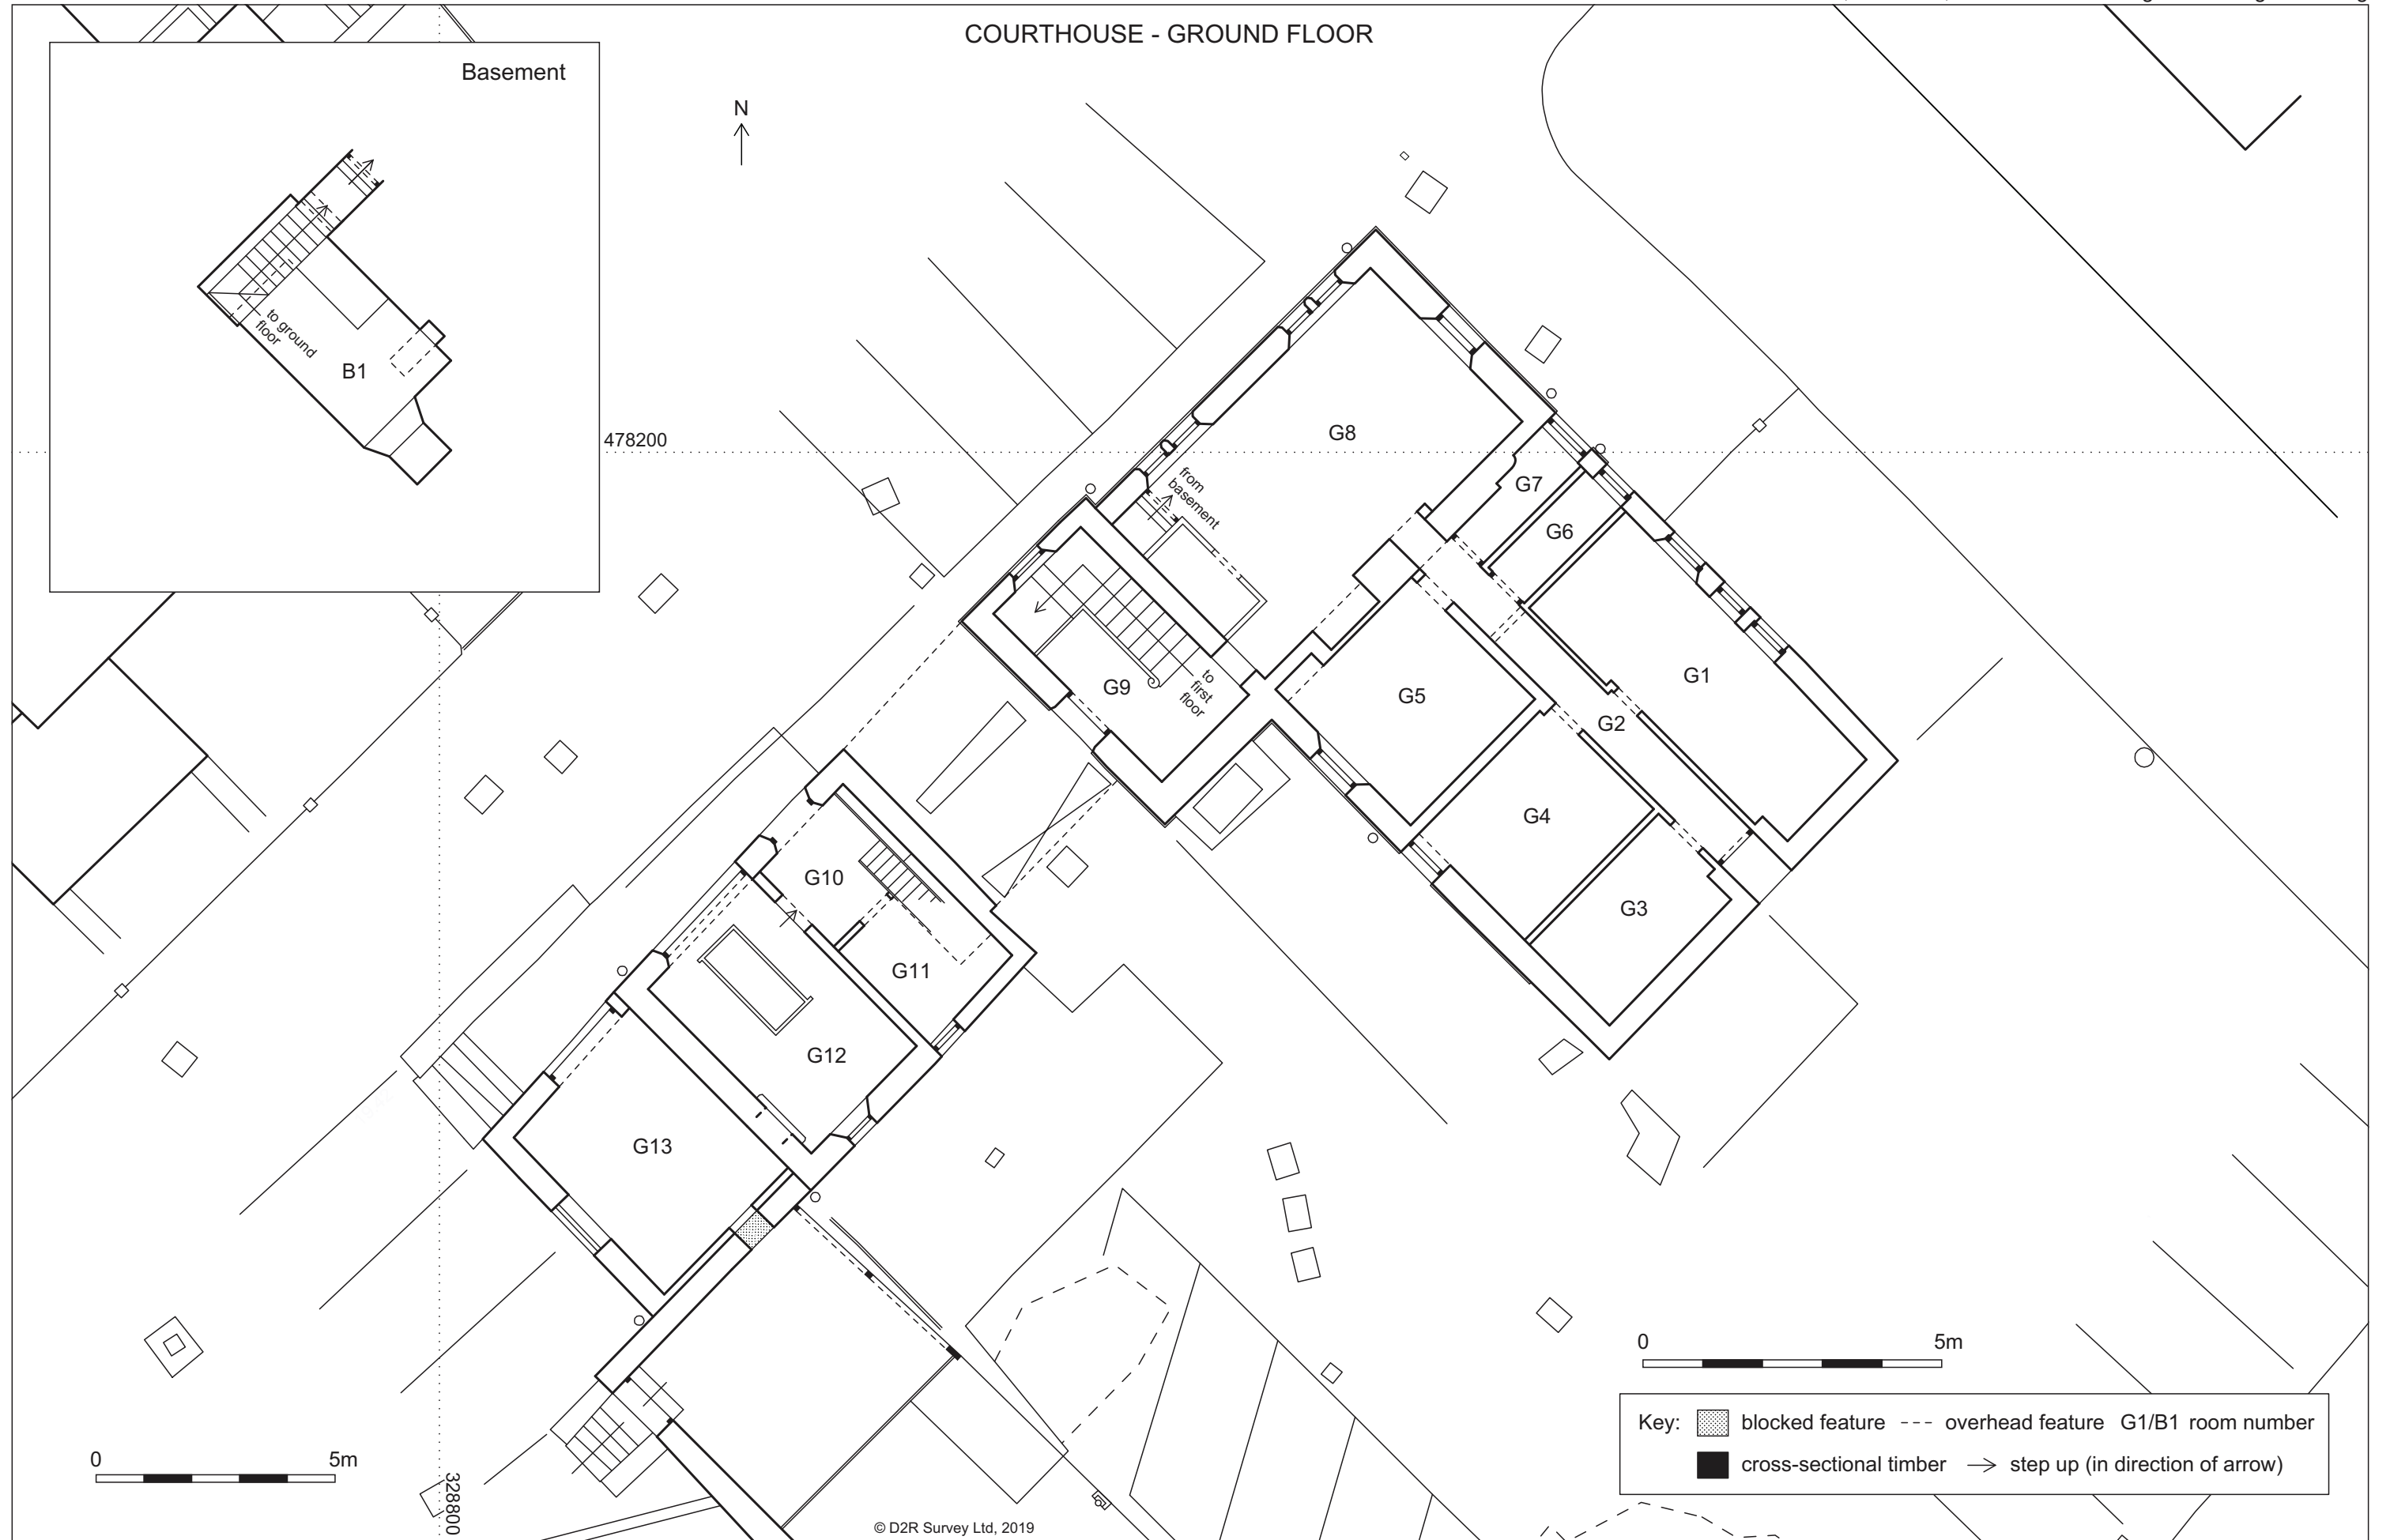 COURTHOUSE - GROUND FLOOR
Basement
N
to ground
floor
B1
478200
G8
from
basement
G7
G6
G1
G9
to
first
floor
G5
G2
G4
G10
G3
G11
G12
G13
0 5m
0 5m
Key: blocked feature overhead feature G1/B1 room number
cross-sectional timber step up (in direction of arrow)
328800
© D2R Survey Ltd, 2019